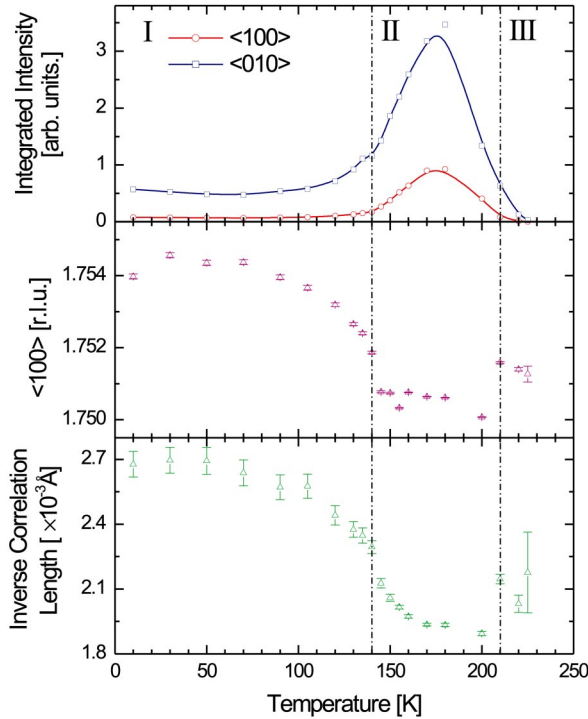 I II III
<100>
<010>
Integrated Intensity
[arb. units.]
3
2
1
0
<100> [r.l.u.]
1.754
1.752
1.750
Inverse Correlation
Length [ ×10⁻³Å]
2.7
2.4
2.1
1.8
0 50 100 150 200 250
Temperature [K]